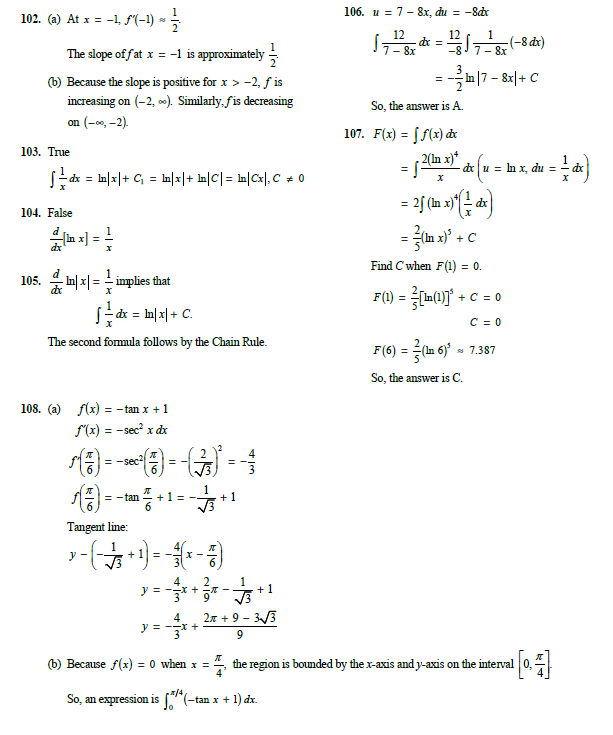 102. (a) At x = −1, f′(−1) ≈ 1/2.
The slope of f at x = −1 is approximately 1/2.
(b) Because the slope is positive for x > −2, f is
increasing on (−2, ∞). Similarly, f is decreasing
on (−∞, −2).
103. True
∫ 1/x dx = ln|x| + C₁ = ln|x| + ln|C| = ln|Cx|, C ≠ 0
104. False
d/dx [ln x] = 1/x
105. d/dx ln|x| = 1/x implies that
∫ 1/x dx = ln|x| + C.
The second formula follows by the Chain Rule.
106. u = 7 − 8x, du = −8dx
∫ 12/(7 − 8x) dx = 12/−8 ∫ 1/(7 − 8x) (−8 dx)
= −3/2 ln|7 − 8x| + C
So, the answer is A.
107. F(x) = ∫ f(x) dx
= ∫ 2(ln x)⁴/x dx (u = ln x, du = 1/x dx)
= 2∫ (ln x)⁴(1/x dx)
= 2/5 (ln x)⁵ + C
Find C when F(1) = 0.
F(1) = 2/5 [ln(1)]⁵ + C = 0
C = 0
F(6) = 2/5 (ln 6)⁵ ≈ 7.387
So, the answer is C.
108. (a) f(x) = −tan x + 1
f′(x) = −sec² x dx
f′(π/6) = −sec²(π/6) = −(2/√3)² = −4/3
f(π/6) = −tan π/6 + 1 = −1/√3 + 1
Tangent line:
y − (−1/√3 + 1) = −4/3(x − π/6)
y = −4/3 x + 2/9 π − 1/√3 + 1
y = −4/3 x + (2π + 9 − 3√3)/9
(b) Because f(x) = 0 when x = π/4, the region is bounded by the x-axis and y-axis on the interval [0, π/4].
So, an expression is ∫₀^(π/4) (−tan x + 1) dx.